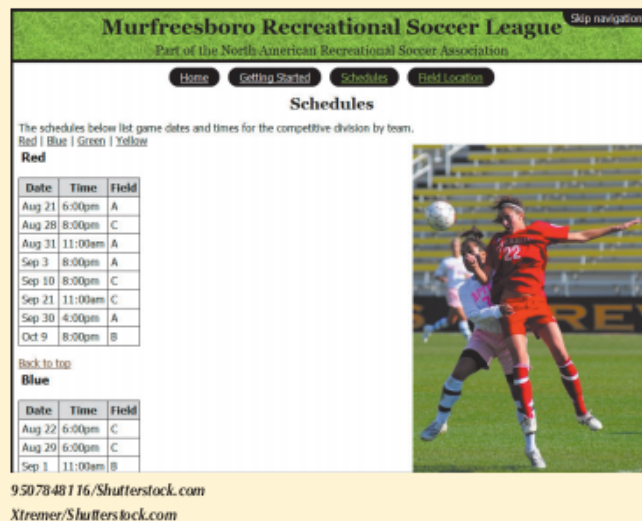 Skip navigation
Murfreesboro Recreational Soccer League
Part of the North American Recreational Soccer Association
Home Getting Started Schedules Field Location
Schedules
The schedules below list game dates and times for the competitive division by team.
Red | Blue | Green | Yellow
Red
Date Time Field
Aug 21 6:00pm A
Aug 28 8:00pm C
Aug 31 11:00am A
Sep 3 8:00pm A
Sep 10 8:00pm C
Sep 21 11:00am C
Sep 30 4:00pm A
Oct 9 8:00pm B
Back to top
Blue
Date Time Field
Aug 22 6:00pm C
Aug 29 6:00pm C
Sep 1 11:00am B
22
9507848116/Shutterstock.com
Xtremer/Shutterstock.com